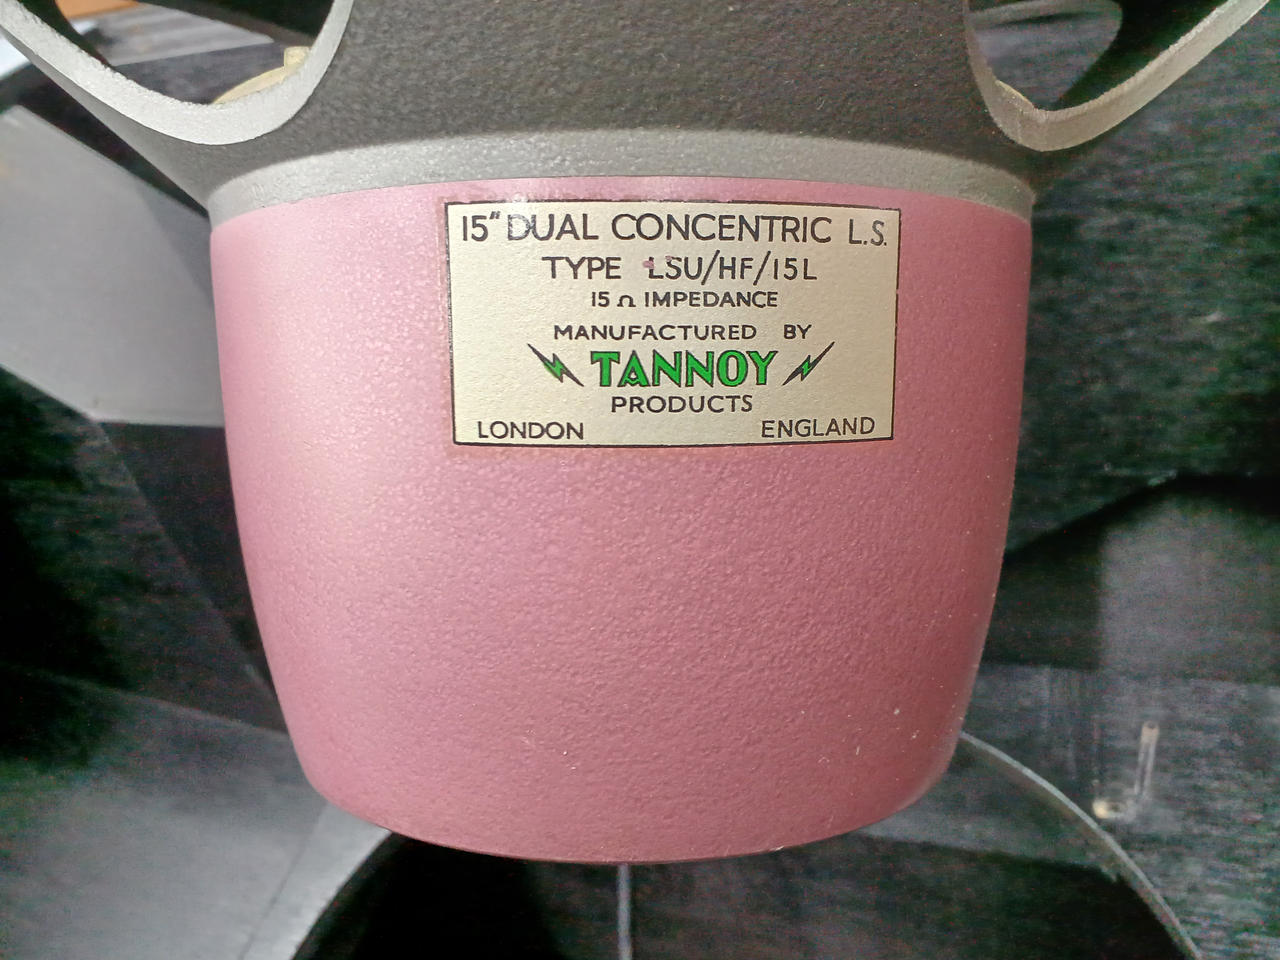 15" DUAL CONCENTRIC L.S.
TYPE LSU/HF/15L
15 Ω IMPEDANCE
MANUFACTURED BY
TANNOY
PRODUCTS
LONDON ENGLAND